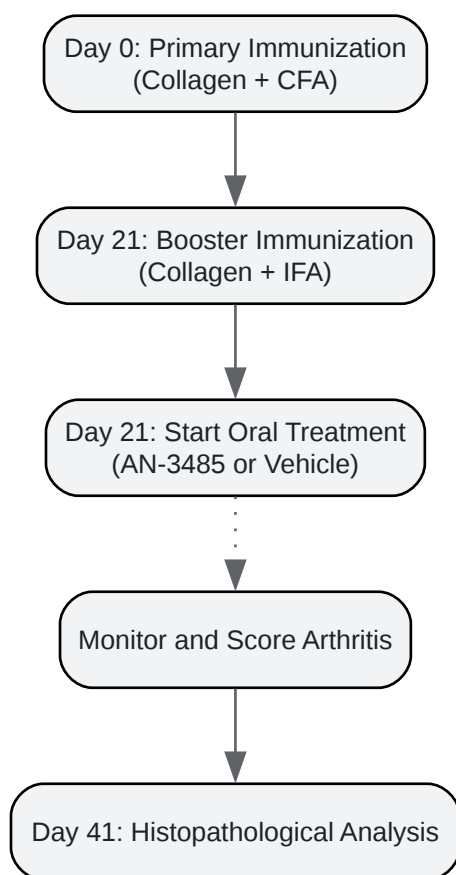 Day 0: Primary Immunization
(Collagen + CFA)
Day 21: Booster Immunization
(Collagen + IFA)
Day 21: Start Oral Treatment
(AN-3485 or Vehicle)
Monitor and Score Arthritis
Day 41: Histopathological Analysis